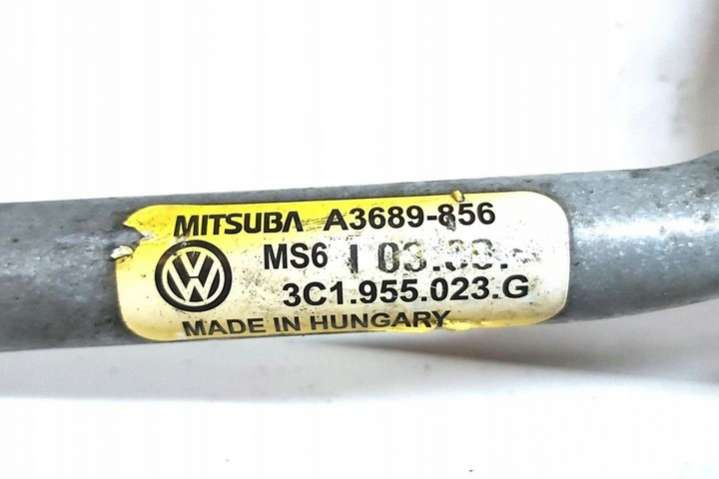 MITSUBA A3689-856
MS6
3C1.955.023.G
MADE IN HUNGARY